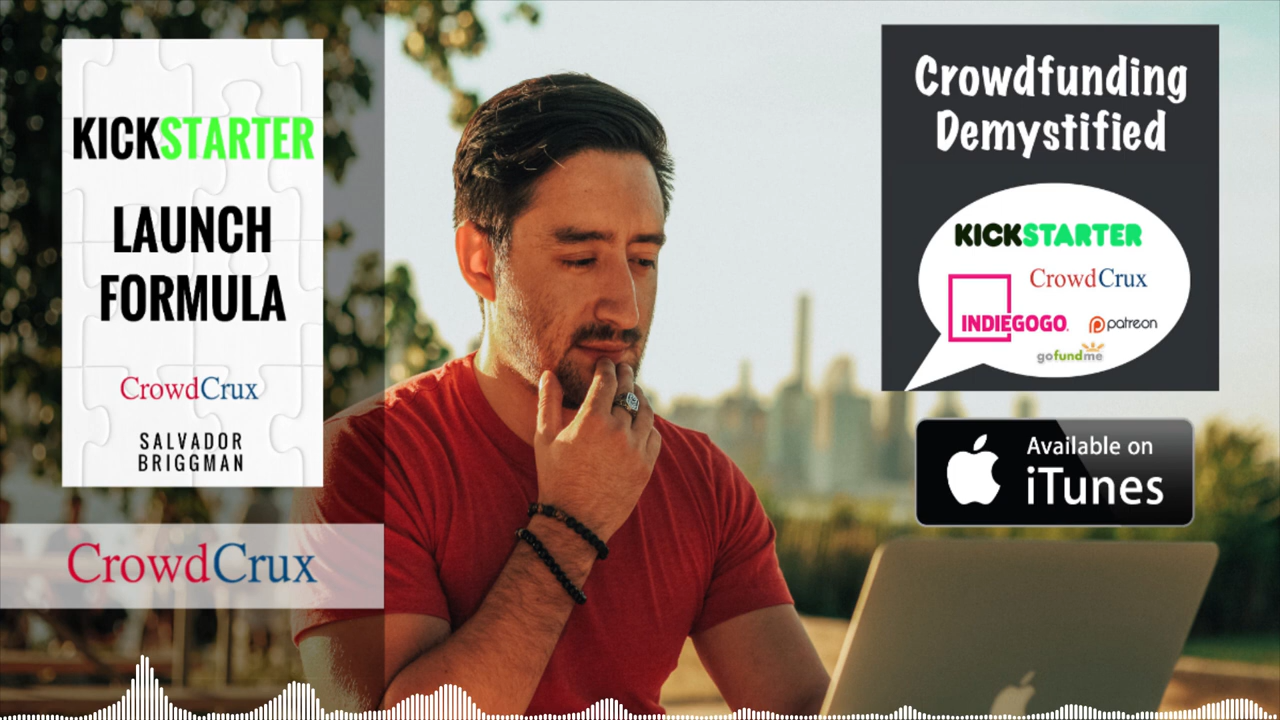 KICKSTARTER
LAUNCH
FORMULA
CrowdCrux
SALVADOR
BRIGGMAN
CrowdCrux
Crowdfunding
Demystified
KICKSTARTER
CrowdCrux
INDIEGOGO.
patreon
gofundme
Available on
iTunes